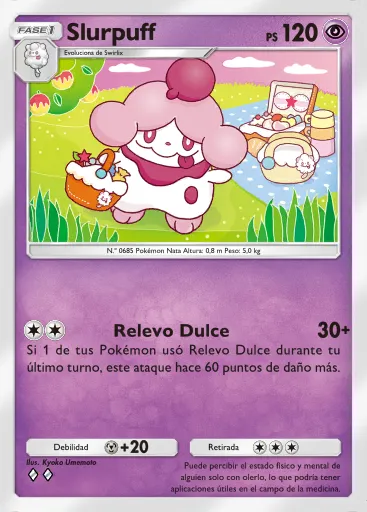 FASE 1
Slurpuff
PS 120
Evoluciona de Swirlix
N.º 0685 Pokémon Nata Altura: 0,8 m Peso: 5,0 kg
Relevo Dulce
30+
Si 1 de tus Pokémon usó Relevo Dulce durante tu
último turno, este ataque hace 60 puntos de daño más.
Debilidad +20
Retirada
Ilus. Kyoko Umemoto
Puede percibir el estado físico y mental de
alguien solo con olerlo, lo que podría tener
aplicaciones útiles en el campo de la medicina.